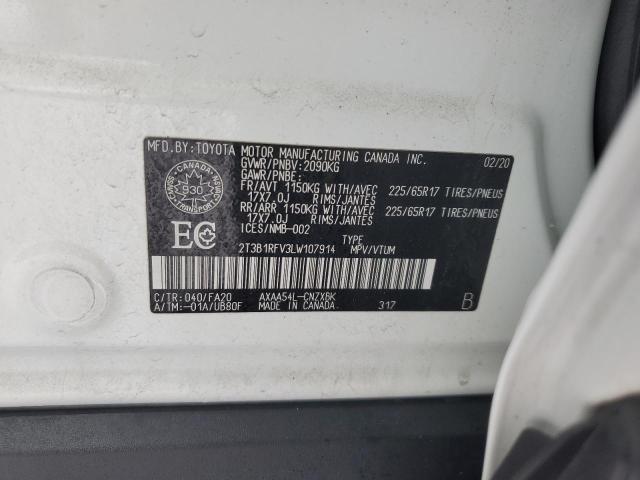 MFD.BY:TOYOTA MOTOR MANUFACTURING CANADA INC. 02/20
GVWR/PNBV:2090KG
GAWR/PNBE:
FR/AVT 1150KG WITH/AVEC 225/65R17 TIRES/PNEUS
17X7.0J RIMS/JANTES
RR/ARR 1150KG WITH/AVEC 225/65R17 TIRES/PNEUS
17X7.0J RIMS/JANTES
ICES/NMB-002
CANADA
930
EC
TYPE
2T3B1RFV3LW107914 MPV/VTUM
C/TR:040/FA20 AXAA54L-CNZXBK
A/TM:-01A/UB80F MADE IN CANADA 317 B